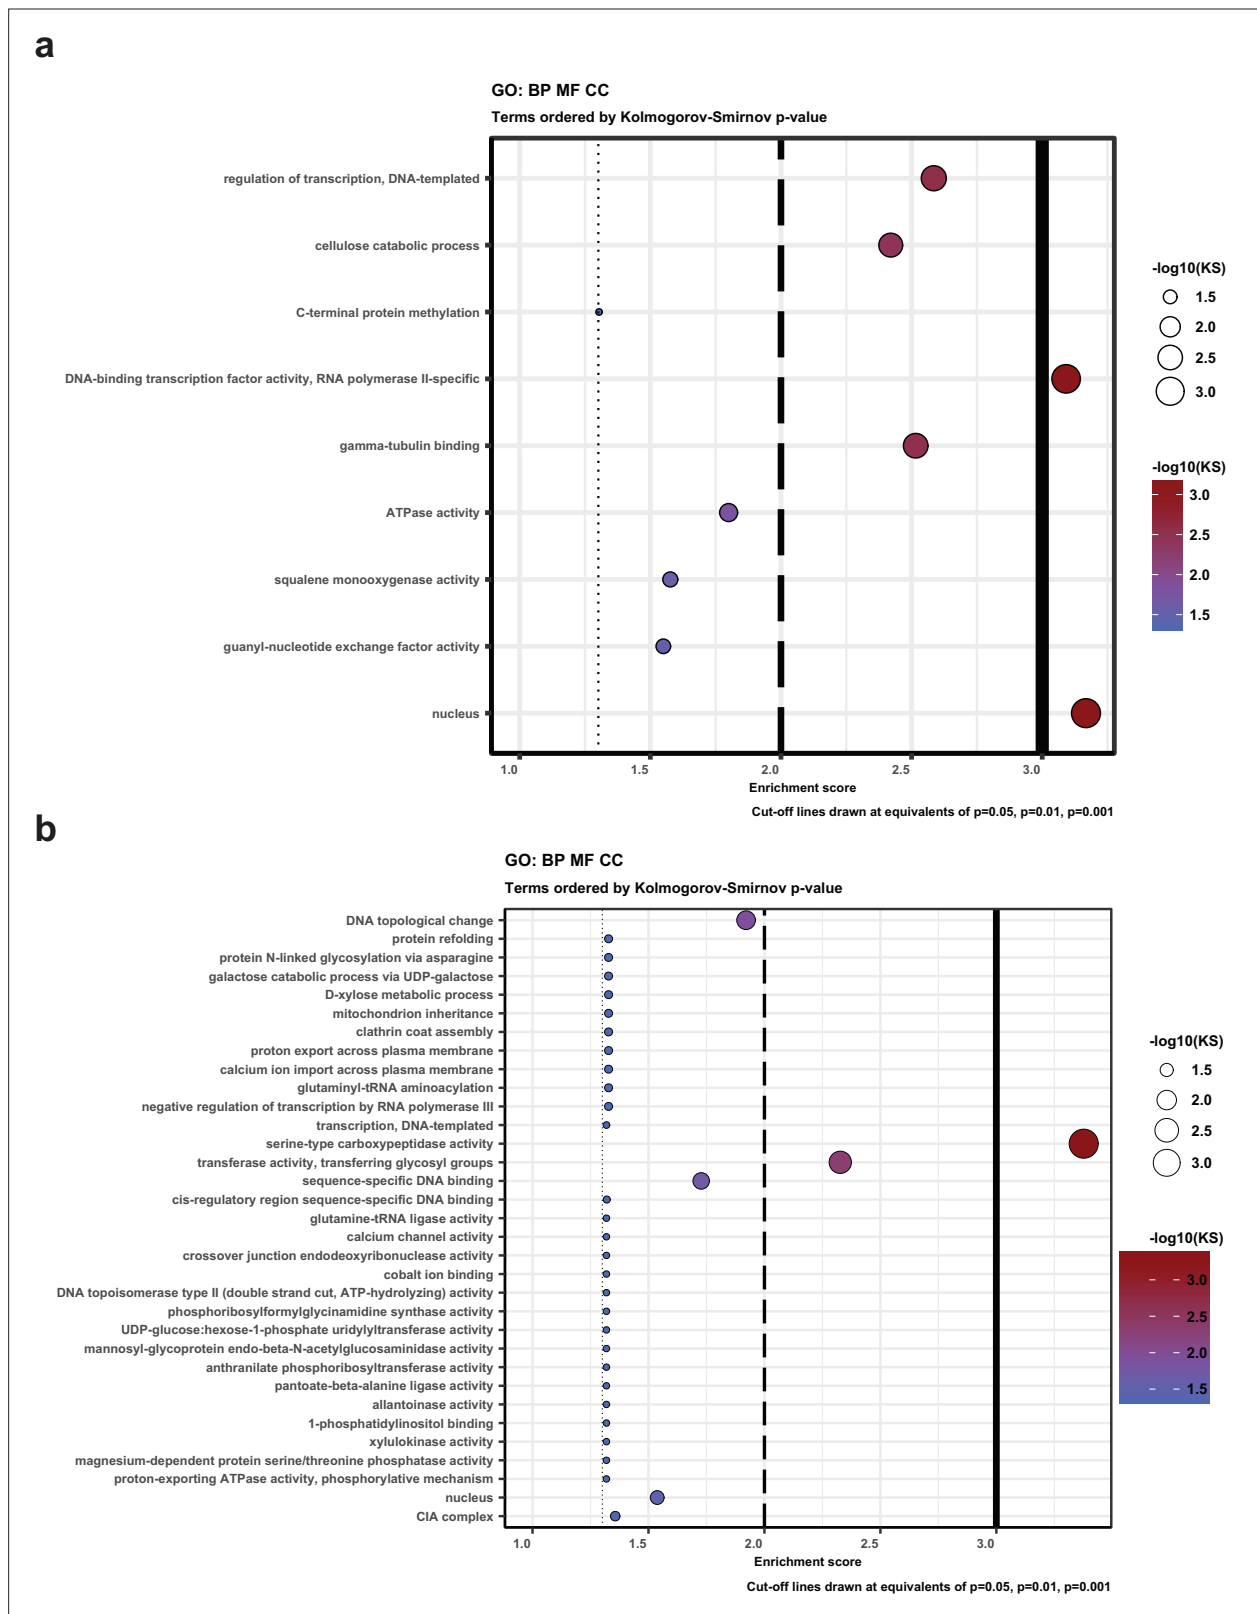 a
GO: BP MF CC
Terms ordered by Kolmogorov-Smirnov p-value
regulation of transcription, DNA-templated
cellulose catabolic process
C-terminal protein methylation
DNA-binding transcription factor activity, RNA polymerase II-specific
gamma-tubulin binding
ATPase activity
squalene monooxygenase activity
guanyl-nucleotide exchange factor activity
nucleus
1.0 1.5 2.0 2.5 3.0
Enrichment score
Cut-off lines drawn at equivalents of p=0.05, p=0.01, p=0.001
-log10(KS)
1.5
2.0
2.5
3.0
-log10(KS)
3.0
2.5
2.0
1.5
b
GO: BP MF CC
Terms ordered by Kolmogorov-Smirnov p-value
DNA topological change
protein refolding
protein N-linked glycosylation via asparagine
galactose catabolic process via UDP-galactose
D-xylose metabolic process
mitochondrion inheritance
clathrin coat assembly
proton export across plasma membrane
calcium ion import across plasma membrane
glutaminyl-tRNA aminoacylation
negative regulation of transcription by RNA polymerase III
transcription, DNA-templated
serine-type carboxypeptidase activity
transferase activity, transferring glycosyl groups
sequence-specific DNA binding
cis-regulatory region sequence-specific DNA binding
glutamine-tRNA ligase activity
calcium channel activity
crossover junction endodeoxyribonuclease activity
cobalt ion binding
DNA topoisomerase type II (double strand cut, ATP-hydrolyzing) activity
phosphoribosylformylglycinamidine synthase activity
UDP-glucose:hexose-1-phosphate uridylyltransferase activity
mannosyl-glycoprotein endo-beta-N-acetylglucosaminidase activity
anthranilate phosphoribosyltransferase activity
pantoate-beta-alanine ligase activity
allantoinase activity
1-phosphatidylinositol binding
xylulokinase activity
magnesium-dependent protein serine/threonine phosphatase activity
proton-exporting ATPase activity, phosphorylative mechanism
nucleus
CIA complex
1.0 1.5 2.0 2.5 3.0
Enrichment score
Cut-off lines drawn at equivalents of p=0.05, p=0.01, p=0.001
-log10(KS)
1.5
2.0
2.5
3.0
-log10(KS)
3.0
2.5
2.0
1.5